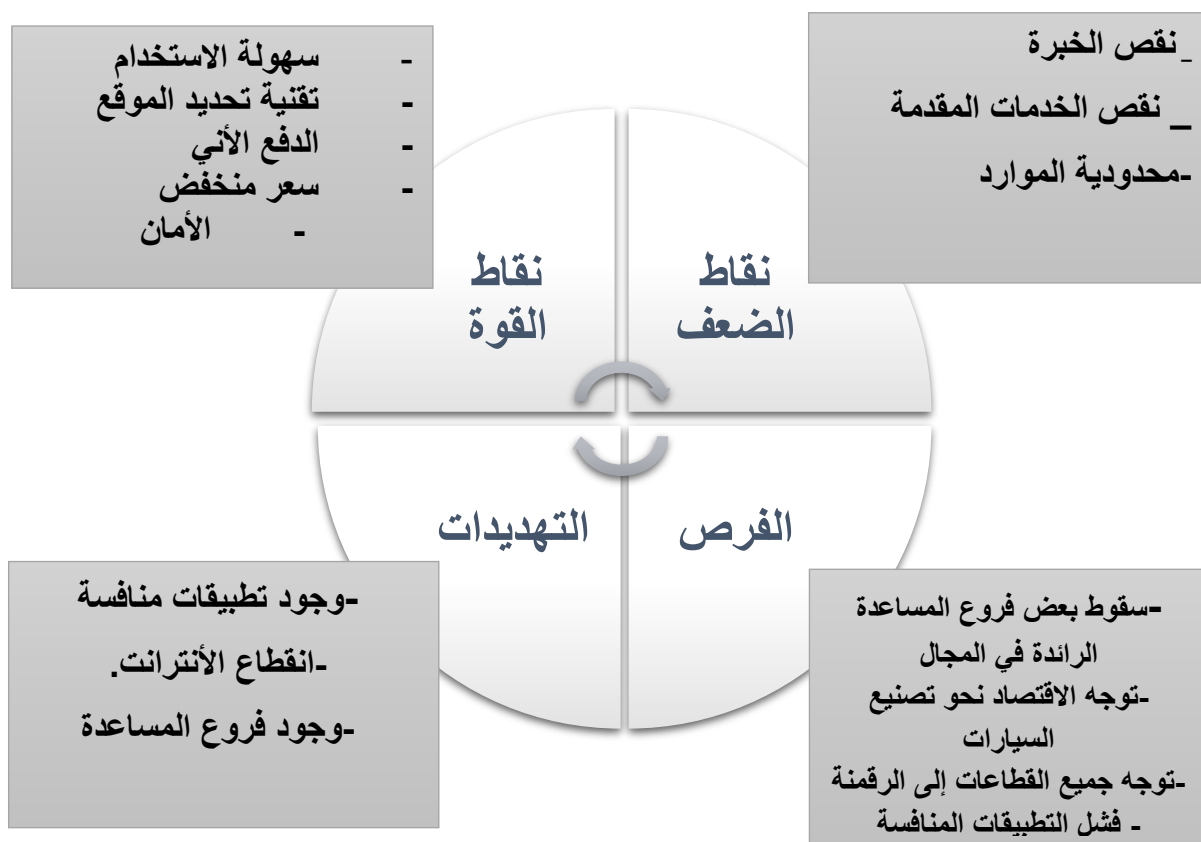 _نقص الخبرة
_ نقص الخدمات المقدمة
-محدودية الموارد
- سهولة الاستخدام
- تقنية تحديد الموقع
- الدفع الأني
- سعر منخفض
- الأمان
نقاط
الضعف
نقاط
القوة
الفرص
التهديدات
-سقوط بعض فروع المساعدة
الرائدة في المجال
-توجه الاقتصاد نحو تصنيع
السيارات
-توجه جميع القطاعات إلى الرقمنة
- فشل التطبيقات المنافسة
-وجود تطبيقات منافسة
-انقطاع الأنترانت.
-وجود فروع المساعدة